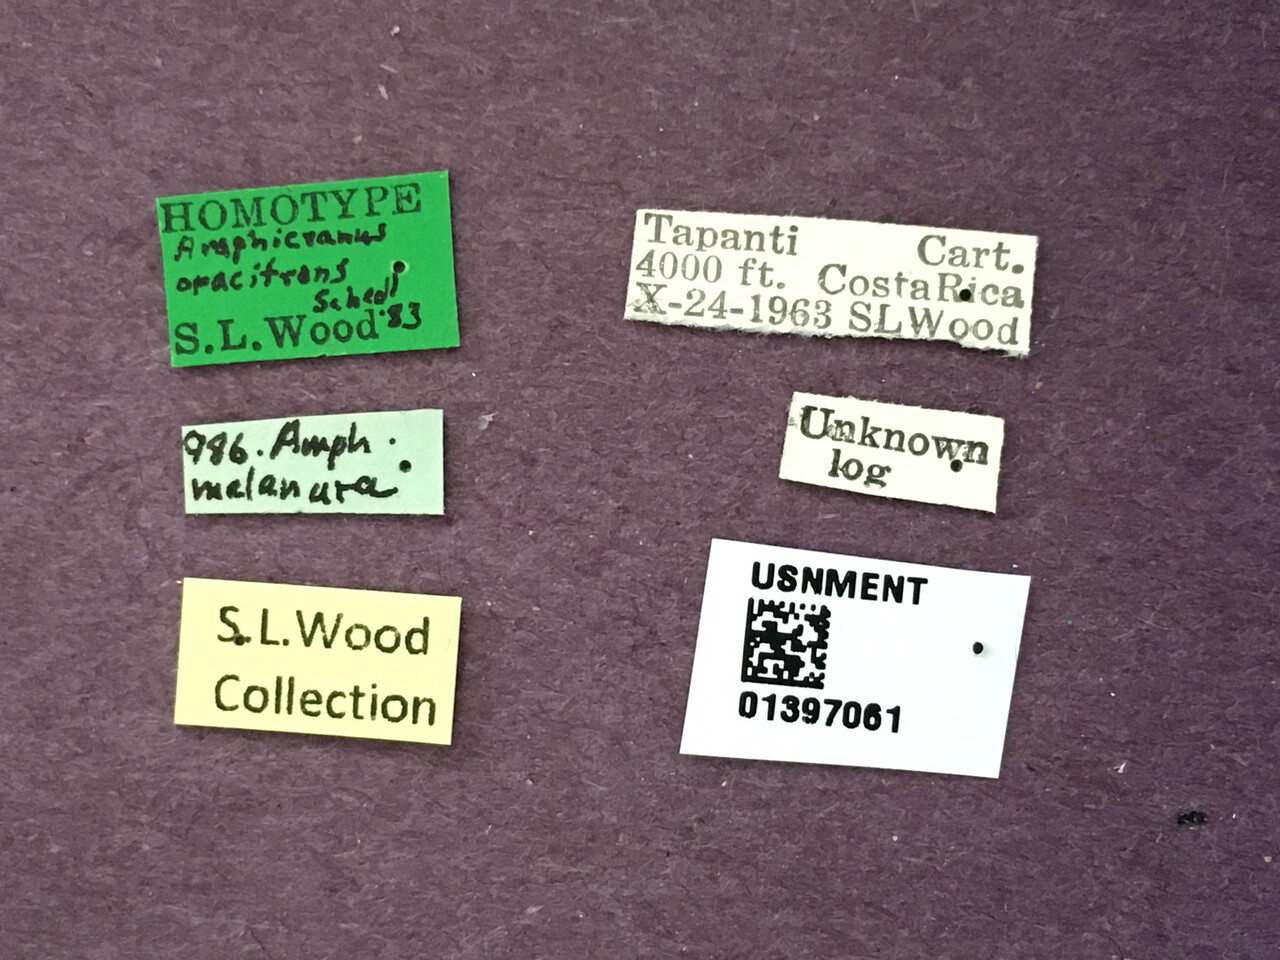 HOMOTYPE
Amphicranus
opacifrons
Schedl
S.L.Wood '83
986. Amph.
melanura
S.L.Wood
Collection
Tapanti Cart.
4000 ft. CostaRica
X-24-1963 SLWood
Unknown
log
USNMENT
01397061